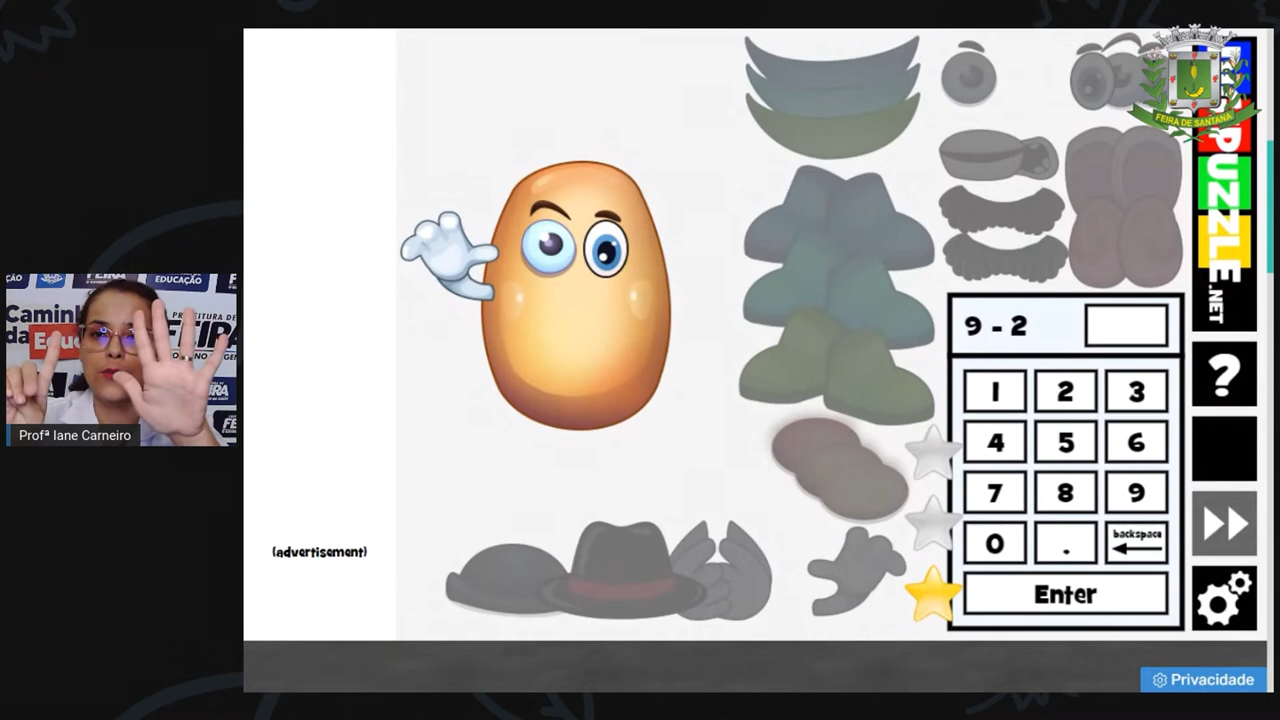 FEIRA DE SANTANA
PUZZLE.NET
9 - 2
1 2 3
4 5 6
7 8 9
0 . backspace
Enter
?
(advertisement)
Privacidade
EDUCAÇÃO
FEIRA
Profª Iane Carneiro